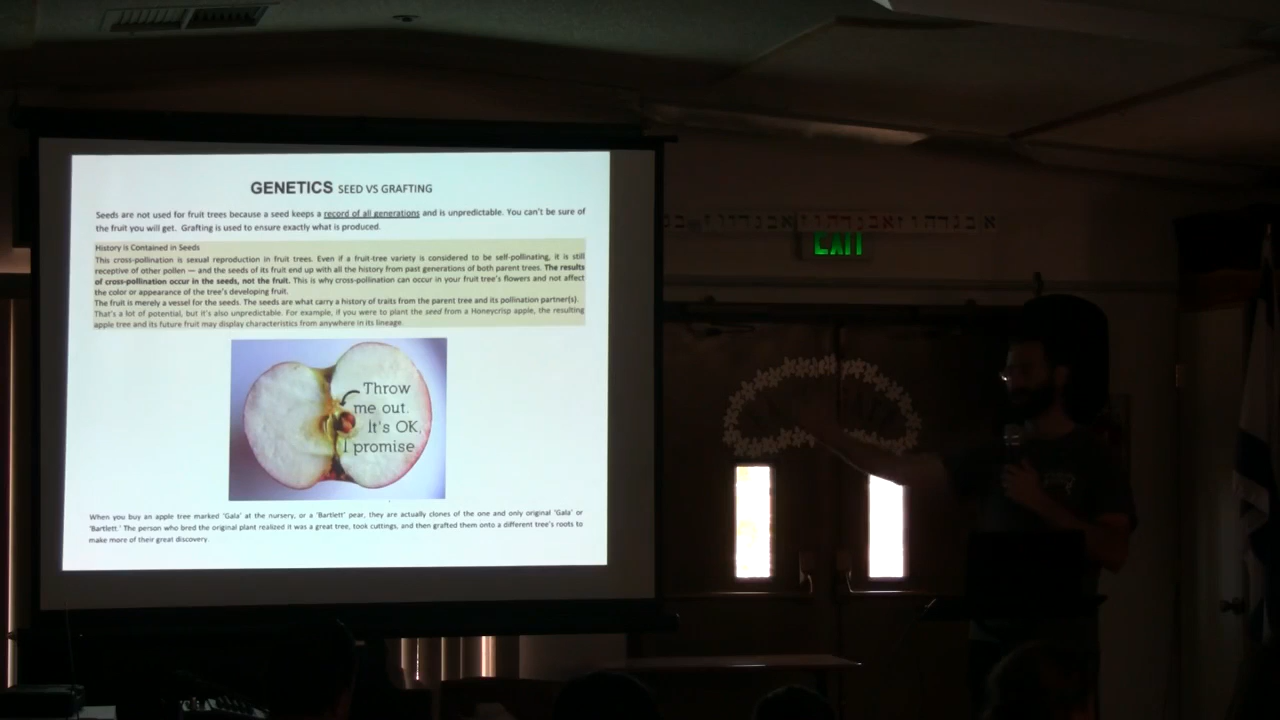 GENETICS SEED VS GRAFTING
Seeds are not used for fruit trees because a seed keeps a record of all generations and is unpredictable. You can't be sure of
the fruit you will get. Grafting is used to ensure exactly what is produced.
History is Contained in Seeds
This cross-pollination is sexual reproduction in fruit trees. Even if a fruit-tree variety is considered to be self-pollinating, it is still
receptive of other pollen — and the seeds of its fruit end up with all the history from past generations of both parent trees. The results
of cross-pollination occur in the seeds, not the fruit. This is why cross-pollination can occur in your fruit tree's flowers and not affect
the color or appearance of the tree's developing fruit.
The fruit is merely a vessel for the seeds. The seeds are what carry a history of traits from the parent tree and its pollination partner(s).
That's a lot of potential, but it's also unpredictable. For example, if you were to plant the seed from a Honeycrisp apple, the resulting
apple tree and its future fruit may display characteristics from anywhere in its lineage.
Throw
me out.
It's OK,
I promise
When you buy an apple tree marked 'Gala' at the nursery, or a 'Bartlett' pear, they are actually clones of the one and only original 'Gala' or
'Bartlett.' The person who bred the original plant realized it was a great tree, took cuttings, and then grafted them onto a different tree's roots to
make more of their great discovery.
EXIT